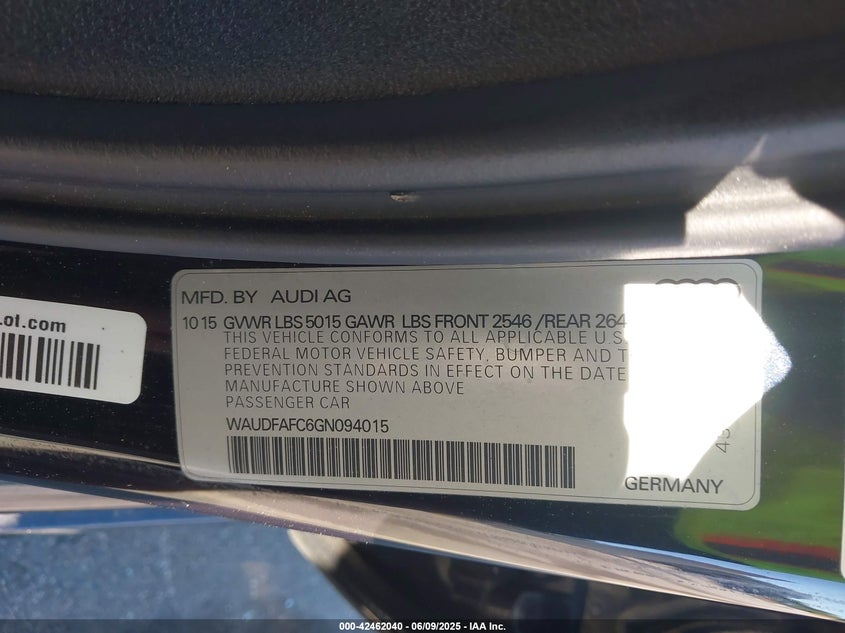 ot.com
MFD. BY AUDI AG
10 15 GVWR LBS 5015 GAWR LBS FRONT 2546 /REAR 264
THIS VEHICLE CONFORMS TO ALL APPLICABLE U.S
FEDERAL MOTOR VEHICLE SAFETY, BUMPER AND T
PREVENTION STANDARDS IN EFFECT ON THE DATE
MANUFACTURE SHOWN ABOVE
PASSENGER CAR
WAUDFAFC6GN094015
45
GERMANY
000-42462040 - 06/09/2025 - IAA Inc.